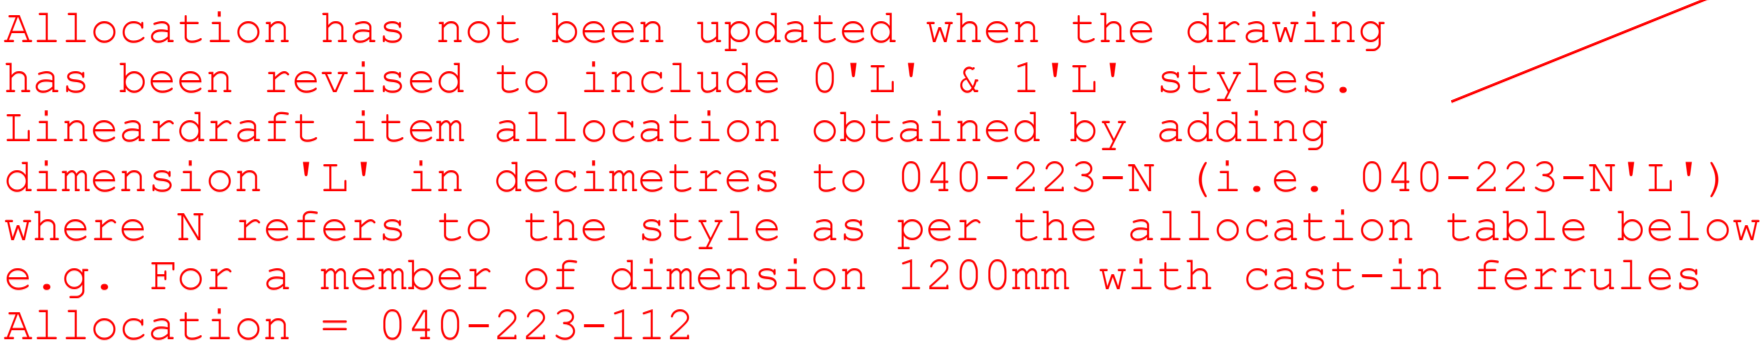 Allocation has not been updated when the drawing
has been revised to include 0'L' & 1'L' styles.
Lineardraft item allocation obtained by adding
dimension 'L' in decimetres to 040-223-N (i.e. 040-223-N'L')
where N refers to the style as per the allocation table below
e.g. For a member of dimension 1200mm with cast-in ferrules
Allocation = 040-223-112